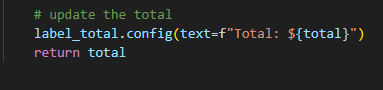 # update the total
label_total.config(text=f"Total: ${total}")
return total